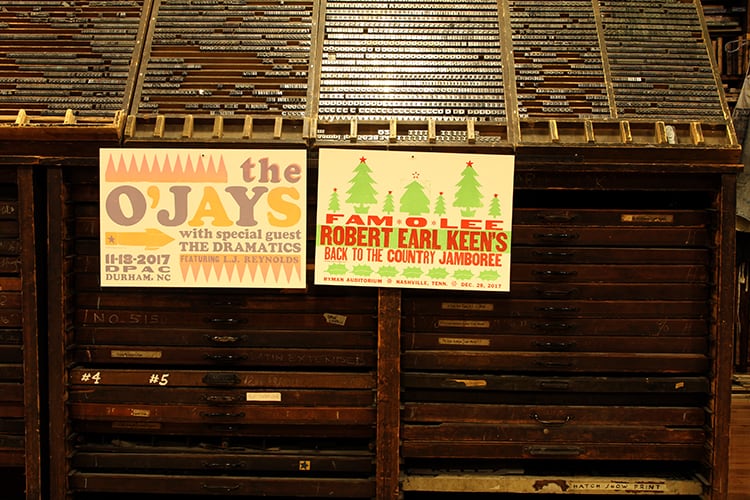 the
O'JAYS
with special guest
THE DRAMATICS
FEATURING L.J. REYNOLDS
11-18-2017
DPAC
DURHAM, NC
FAM-O-LEE
ROBERT EARL KEEN'S
BACK TO THE COUNTRY JAMBOREE
RYMAN AUDITORIUM NASHVILLE, TENN. DEC. 28, 2017
NO. 515
#4 #5
HATCH SHOW PRINT